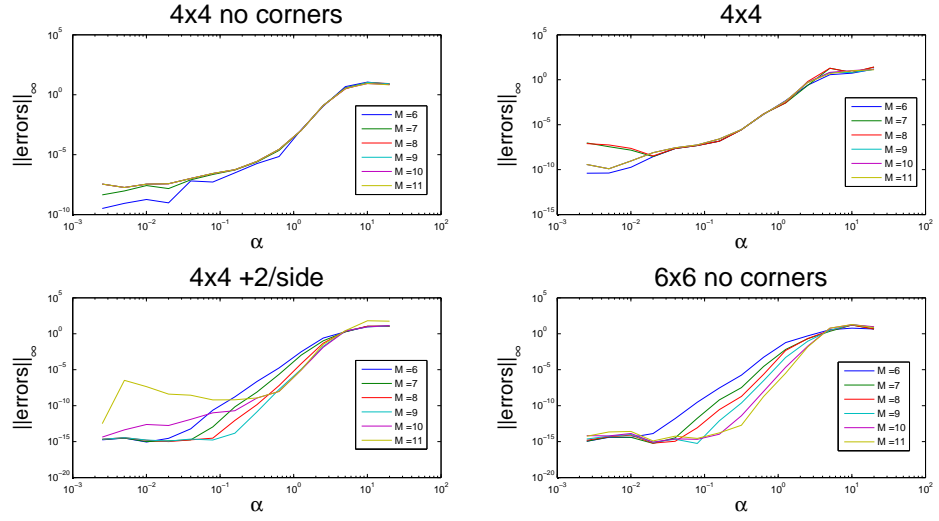 4x4 no corners
10^5
10^0
10^-5
10^-10
||errors||_∞
10^-3 10^-2 10^-1 10^0 10^1 10^2
α
M =6
M =7
M =8
M =9
M =10
M =11
4x4
10^5
10^0
10^-5
10^-10
10^-15
||errors||_∞
10^-3 10^-2 10^-1 10^0 10^1 10^2
α
M =6
M =7
M =8
M =9
M =10
M =11
4x4 +2/side
10^5
10^0
10^-5
10^-10
10^-15
10^-20
||errors||_∞
10^-3 10^-2 10^-1 10^0 10^1 10^2
α
M =6
M =7
M =8
M =9
M =10
M =11
6x6 no corners
10^5
10^0
10^-5
10^-10
10^-15
10^-20
||errors||_∞
10^-3 10^-2 10^-1 10^0 10^1 10^2
α
M =6
M =7
M =8
M =9
M =10
M =11